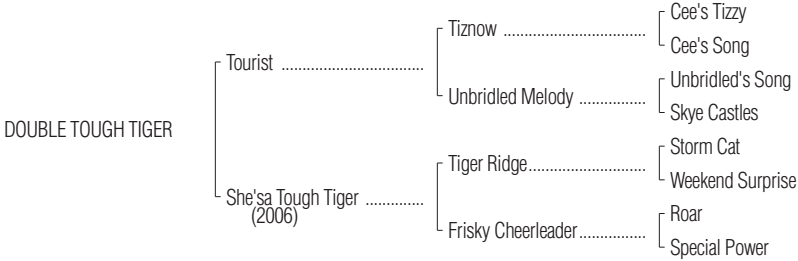 Cee's Tizzy
Tiznow ................................
Cee's Song
Tourist ................................
Unbridled's Song
Unbridled Melody ...............
Skye Castles
DOUBLE TOUGH TIGER
Storm Cat
Tiger Ridge...........................
Weekend Surprise
She'sa Tough Tiger .............
(2006)
Roar
Frisky Cheerleader...............
Special Power